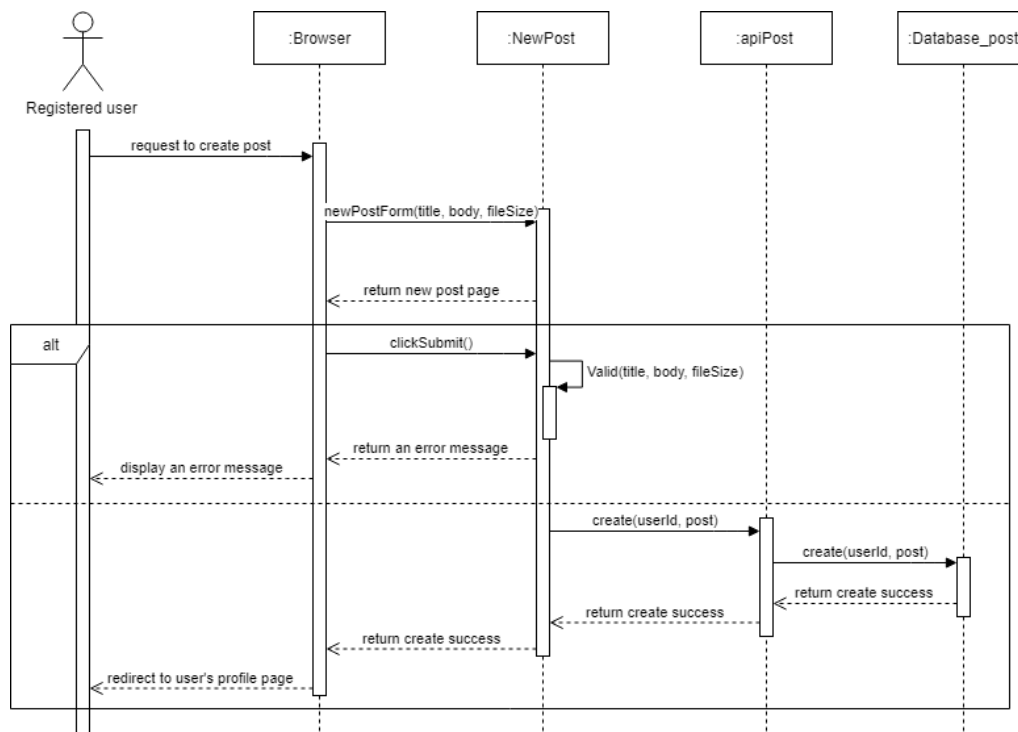 :Browser
:NewPost
:apiPost
:Database_post
Registered user
request to create post
newPostForm(title, body, fileSize)
return new post page
alt
clickSubmit()
Valid(title, body, fileSize)
return an error message
display an error message
create(userId, post)
create(userId, post)
return create success
return create success
return create success
redirect to user's profile page